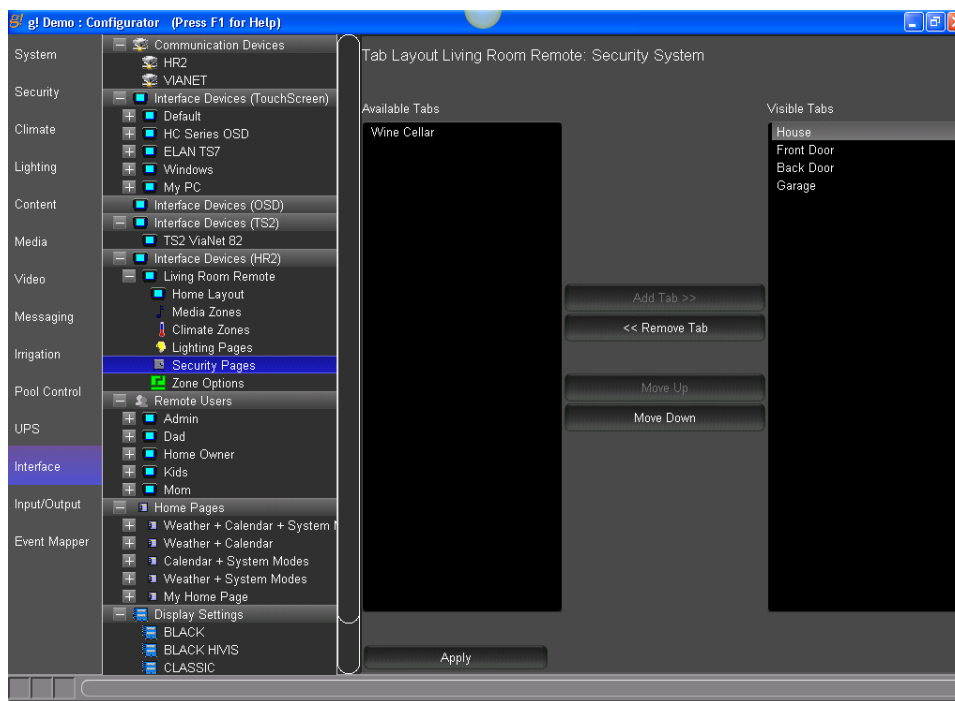 g! g! Demo : Configurator (Press F1 for Help)
System
Security
Climate
Lighting
Content
Media
Video
Messaging
Irrigation
Pool Control
UPS
Interface
Input/Output
Event Mapper
Communication Devices
HR2
VIANET
Interface Devices (TouchScreen)
Default
HC Series OSD
ELAN TS7
Windows
My PC
Interface Devices (OSD)
Interface Devices (TS2)
TS2 ViaNet 82
Interface Devices (HR2)
Living Room Remote
Home Layout
Media Zones
Climate Zones
Lighting Pages
Security Pages
Zone Options
Remote Users
Admin
Dad
Home Owner
Kids
Mom
Home Pages
Weather + Calendar + System
Weather + Calendar
Calendar + System Modes
Weather + System Modes
My Home Page
Display Settings
BLACK
BLACK HIVIS
CLASSIC
Tab Layout Living Room Remote: Security System
Available Tabs
Wine Cellar
Add Tab >>
<< Remove Tab
Move Up
Move Down
Visible Tabs
House
Front Door
Back Door
Garage
Apply